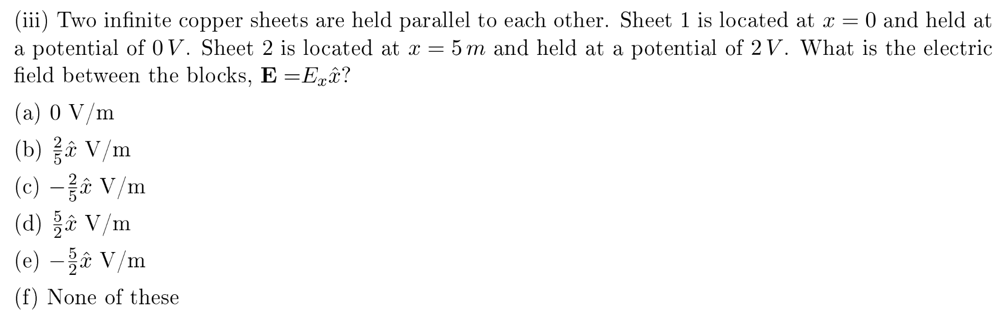 (iii) Two infinite copper sheets are held parallel to each other. Sheet 1 is located at $x = 0$ and held at
a potential of $0\,V$. Sheet 2 is located at $x = 5\,m$ and held at a potential of $2\,V$. What is the electric
field between the blocks, $\mathbf{E} = E_x\hat{x}$?
(a) 0 V/m
(b) $\frac{2}{5}\hat{x}$ V/m
(c) $-\frac{2}{5}\hat{x}$ V/m
(d) $\frac{5}{2}\hat{x}$ V/m
(e) $-\frac{5}{2}\hat{x}$ V/m
(f) None of these